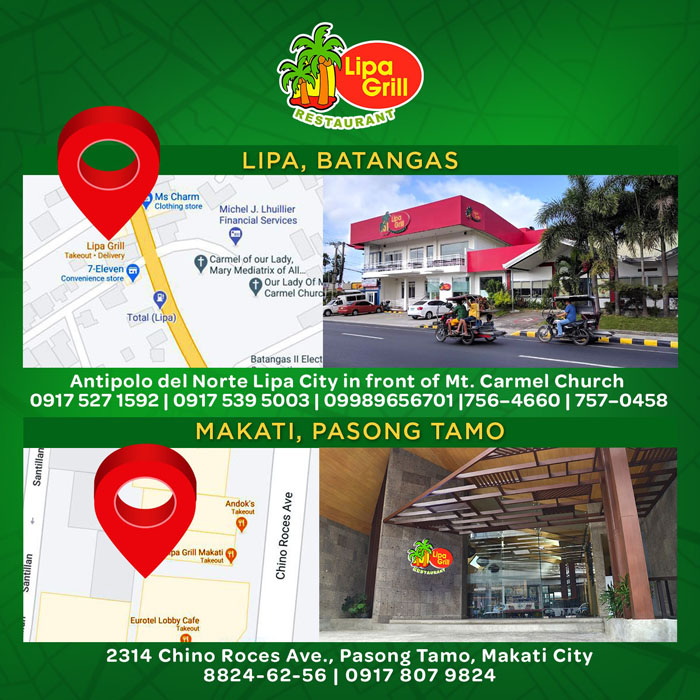 Lipa
Grill
RESTAURANT
LIPA, BATANGAS
Ms Charm
Clothing store
Michel J. Lhuillier
Financial Services
Lipa Grill
Takeout • Delivery
7-Eleven
Convenience store
Carmel of our Lady,
Mary Mediatrix of All...
Our Lady Of M
Carmel Churc
Total (Lipa)
Batangas II Elect
Lipa
Grill
Antipolo del Norte Lipa City in front of Mt. Carmel Church
0917 527 1592 | 0917 539 5003 | 09989656701 |756-4660 | 757-0458
MAKATI, PASONG TAMO
Santillan
Andok's
Takeout
Lipa Grill Makati
Takeout
Chino Roces Ave
Santillan
Eurotel Lobby Cafe
Takeout
Lipa
Grill
RESTAURANT
2314 Chino Roces Ave., Pasong Tamo, Makati City
8824-62-56 | 0917 807 9824